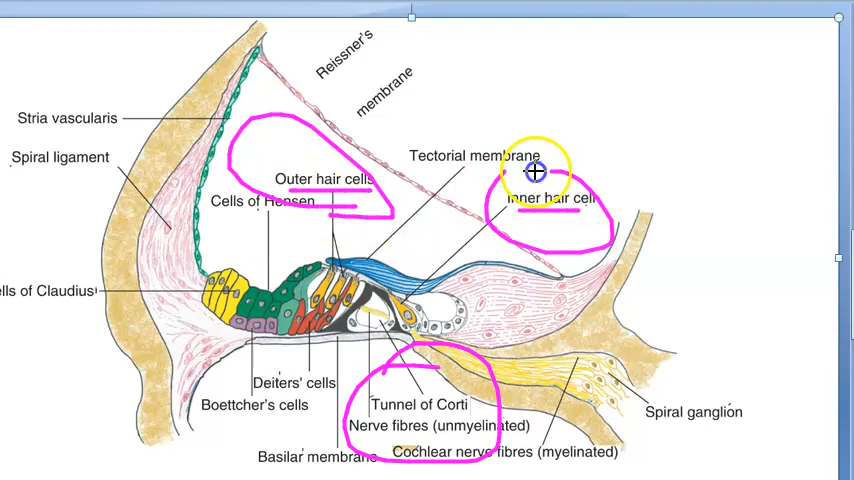 Reissner's
membrane
Stria vascularis
Spiral ligament
Tectorial membrane
Outer hair cells
Inner hair cell
Cells of Hensen
ells of Claudius
Deiters' cells
Boettcher's cells
Tunnel of Corti
Nerve fibres (unmyelinated)
Spiral ganglion
Basilar membrane
Cochlear nerve fibres (myelinated)